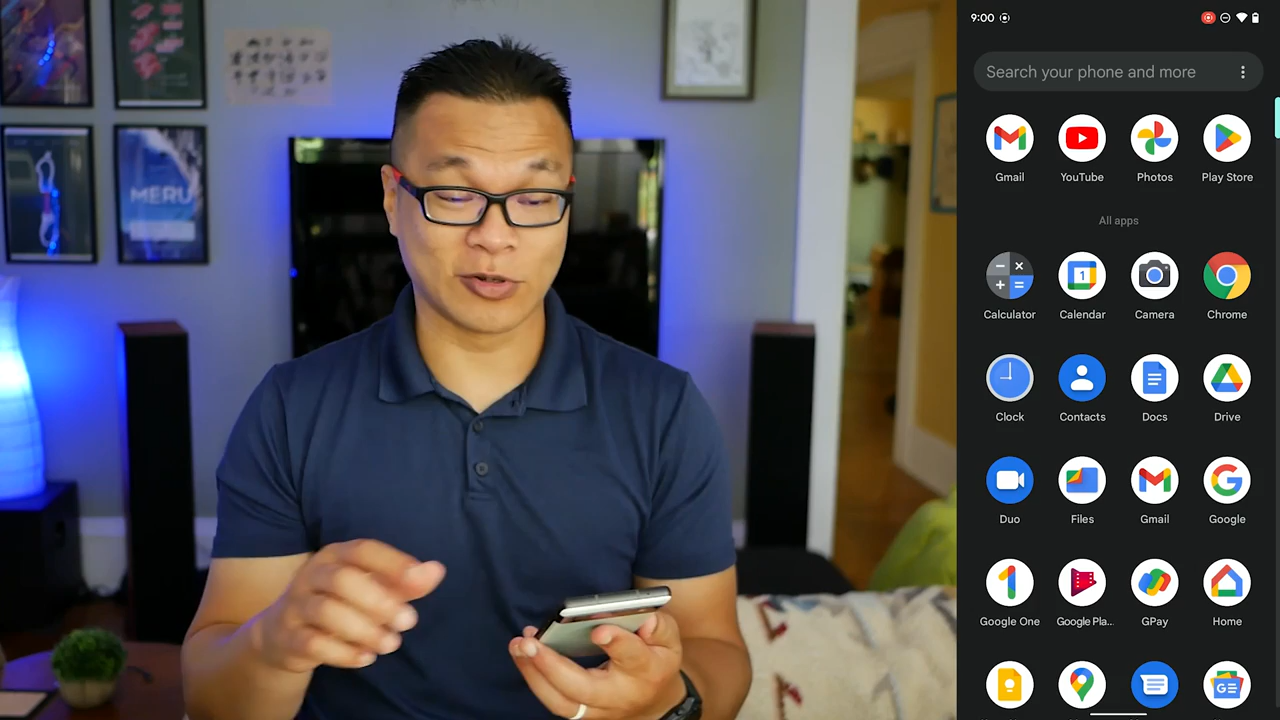 MERU
9:00
Search your phone and more
Gmail YouTube Photos Play Store
All apps
Calculator Calendar Camera Chrome
Clock Contacts Docs Drive
Duo Files Gmail Google
Google One Google Pla... GPay Home